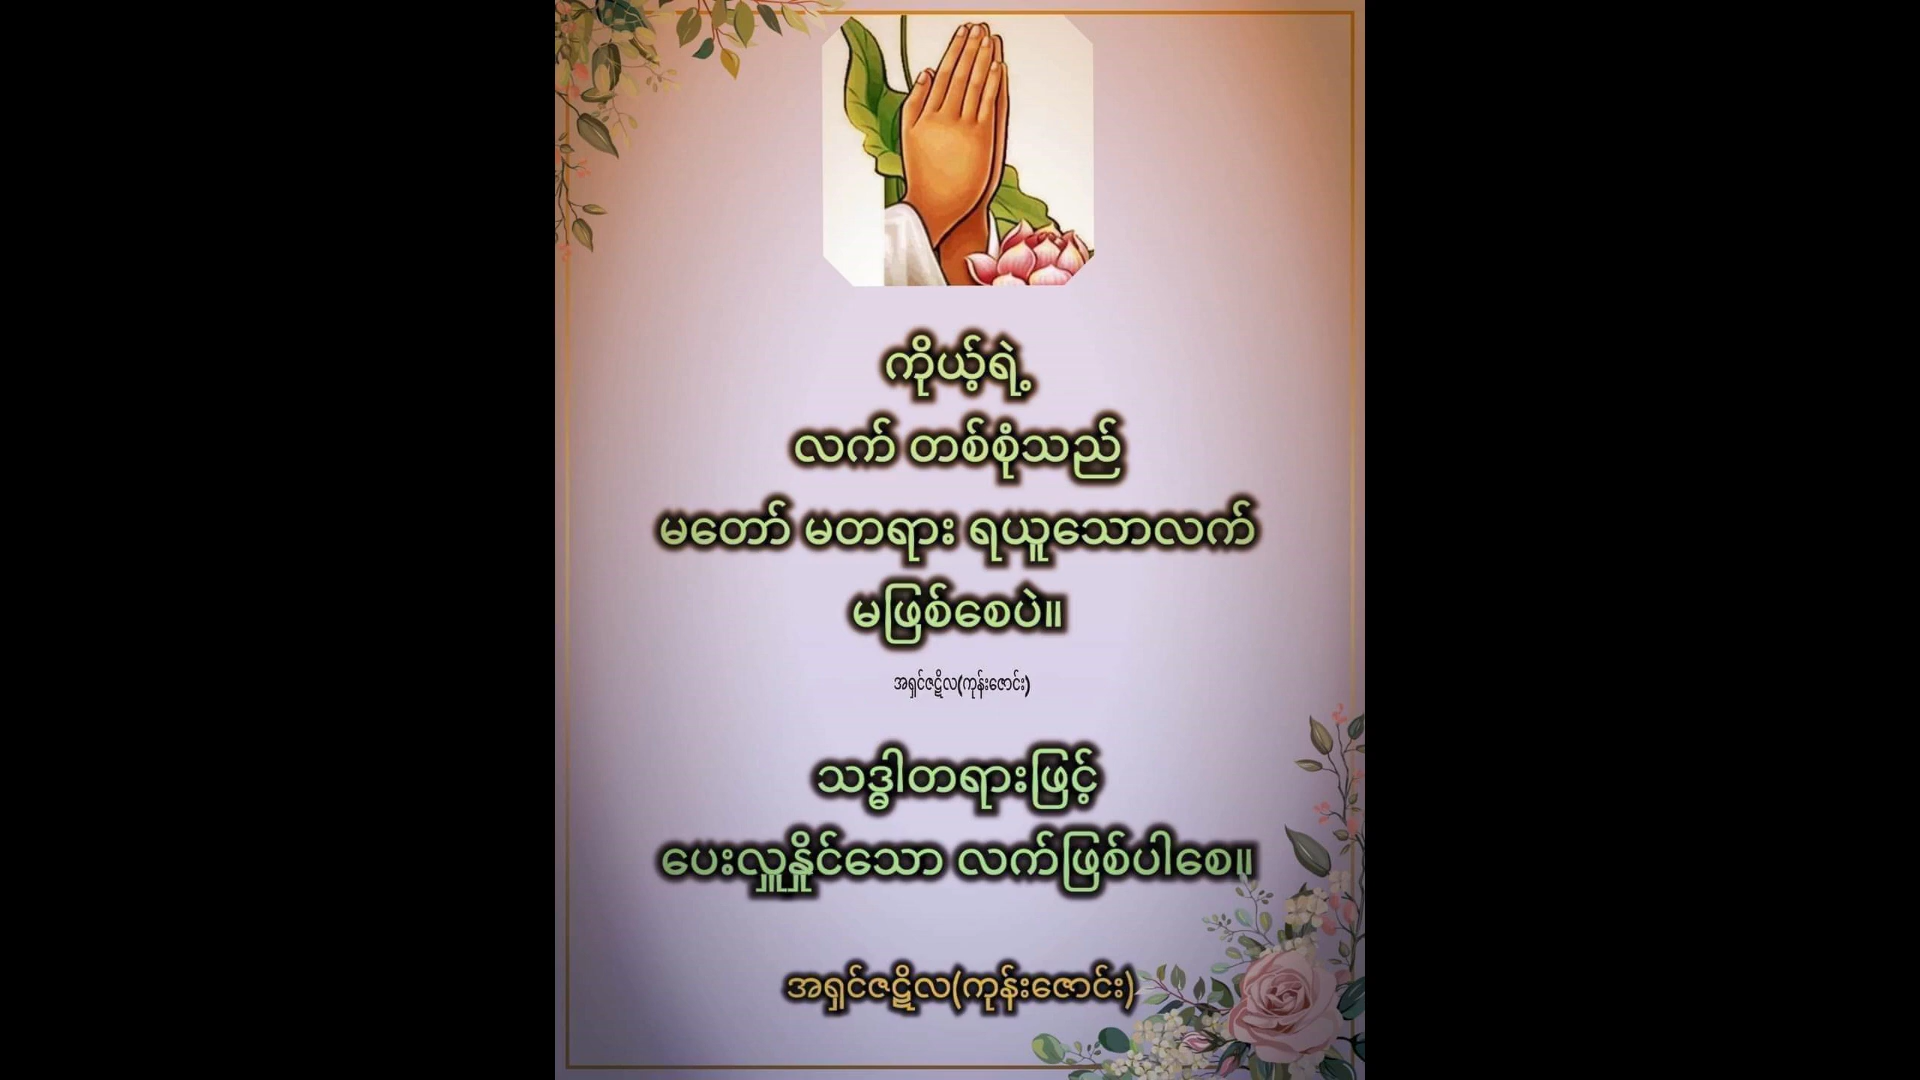 ကိုယ့်ရဲ့
လက် တစ်စုံသည်
မတော် မတရား ရယူသောလက်
မဖြစ်စေပဲ။
အရှင်ဇဋိလ(ကုန်းဇောင်း)
သဒ္ဓါတရားဖြင့်
ပေးလှူနှိုင်သော လက်ဖြစ်ပါစေ။
အရှင်ဇဋိလ(ကုန်းဇောင်း)